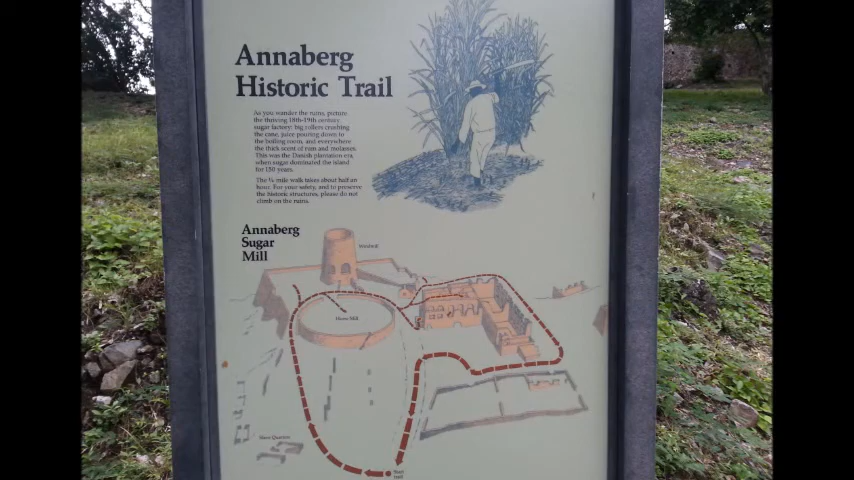 Annaberg
Historic Trail
As you wander the ruins, picture
the thriving 18th-19th century
sugar factory: big rollers crushing
the cane, juice pouring down to
the boiling room, and everywhere
the thick scent of rum and molasses.
This was the Danish plantation era,
when sugar dominated the island
for 150 years.
The ¼ mile walk takes about half an
hour. For your safety, and to preserve
the historic structures, please do not
climb on the ruins.
Annaberg
Sugar
Mill
Windmill
Horse Mill
Slave Quarters
Start
trail